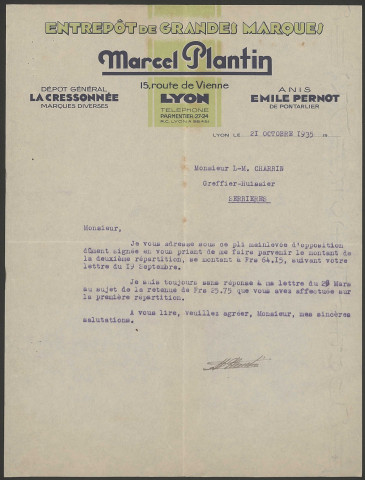 ENTREPÔT DE GRANDES MARQUES
Marcel Plantin
15, route de Vienne
DÉPOT GÉNÉRAL
LA CRESSONNÉE
MARQUES DIVERSES
LYON
TÉLÉPHONE
PARMENTIER 27-24
R.C. LYON A
ANIS
EMILE PERNOT
DE PONTARLIER
LYON LE 21 OCTOBRE 1935
Monsieur L-M. CHARRIN
Greffier-Huissier
SERRIERES
Monsieur,
Je vous adresse sous ce pli mainlevée d'opposition
dûment signée en vous priant de me faire parvenir le montant de
la deuxième répartition, se montant à Frs 64.15, suivant votre
lettre du 19 Septembre.
Je suis toujours sans réponse à ma lettre du 29 Mars
au sujet de la retenue de Frs 25.75 que vous avez effectuée sur
la première répartition.
A vous lire, veuillez agréer, Monsieur, mes sincères
salutations.